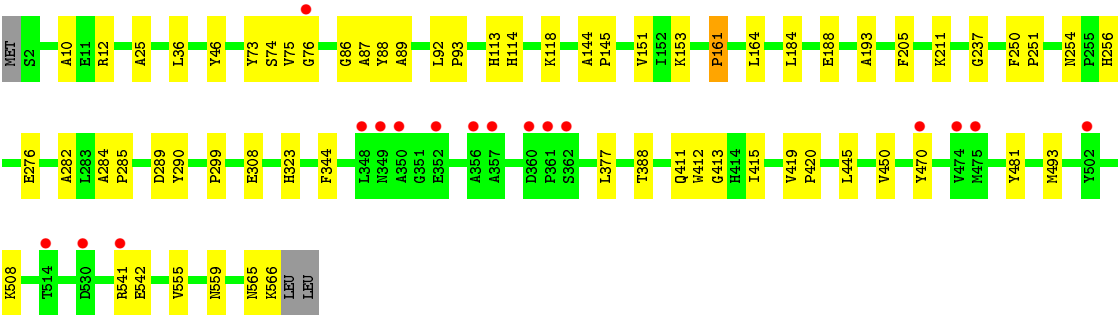 MET S2 A10 E11 R12 A25 L36 Y46 Y73 S74 V75 G76 G86 A87 Y88 A89 L92 P93 H113 H114 K118 A144 P145 V151 I152 K153 P161 L164 L184 E188 A193 F205 K211 G237 F250 P251 N254 P255 H256
E276 A282 L283 A284 P285 D289 Y290 P299 E308 H323 F344 L348 N349 A350 G351 E352 A356 A357 D360 P361 S362 L377 T388 Q411 W412 G413 H414 I415 V419 P420 L445 V450 Y470 V474 M475 Y481 M493 Y502
K508 T514 D530 R541 E542 V555 N559 N565 K566 LEU LEU